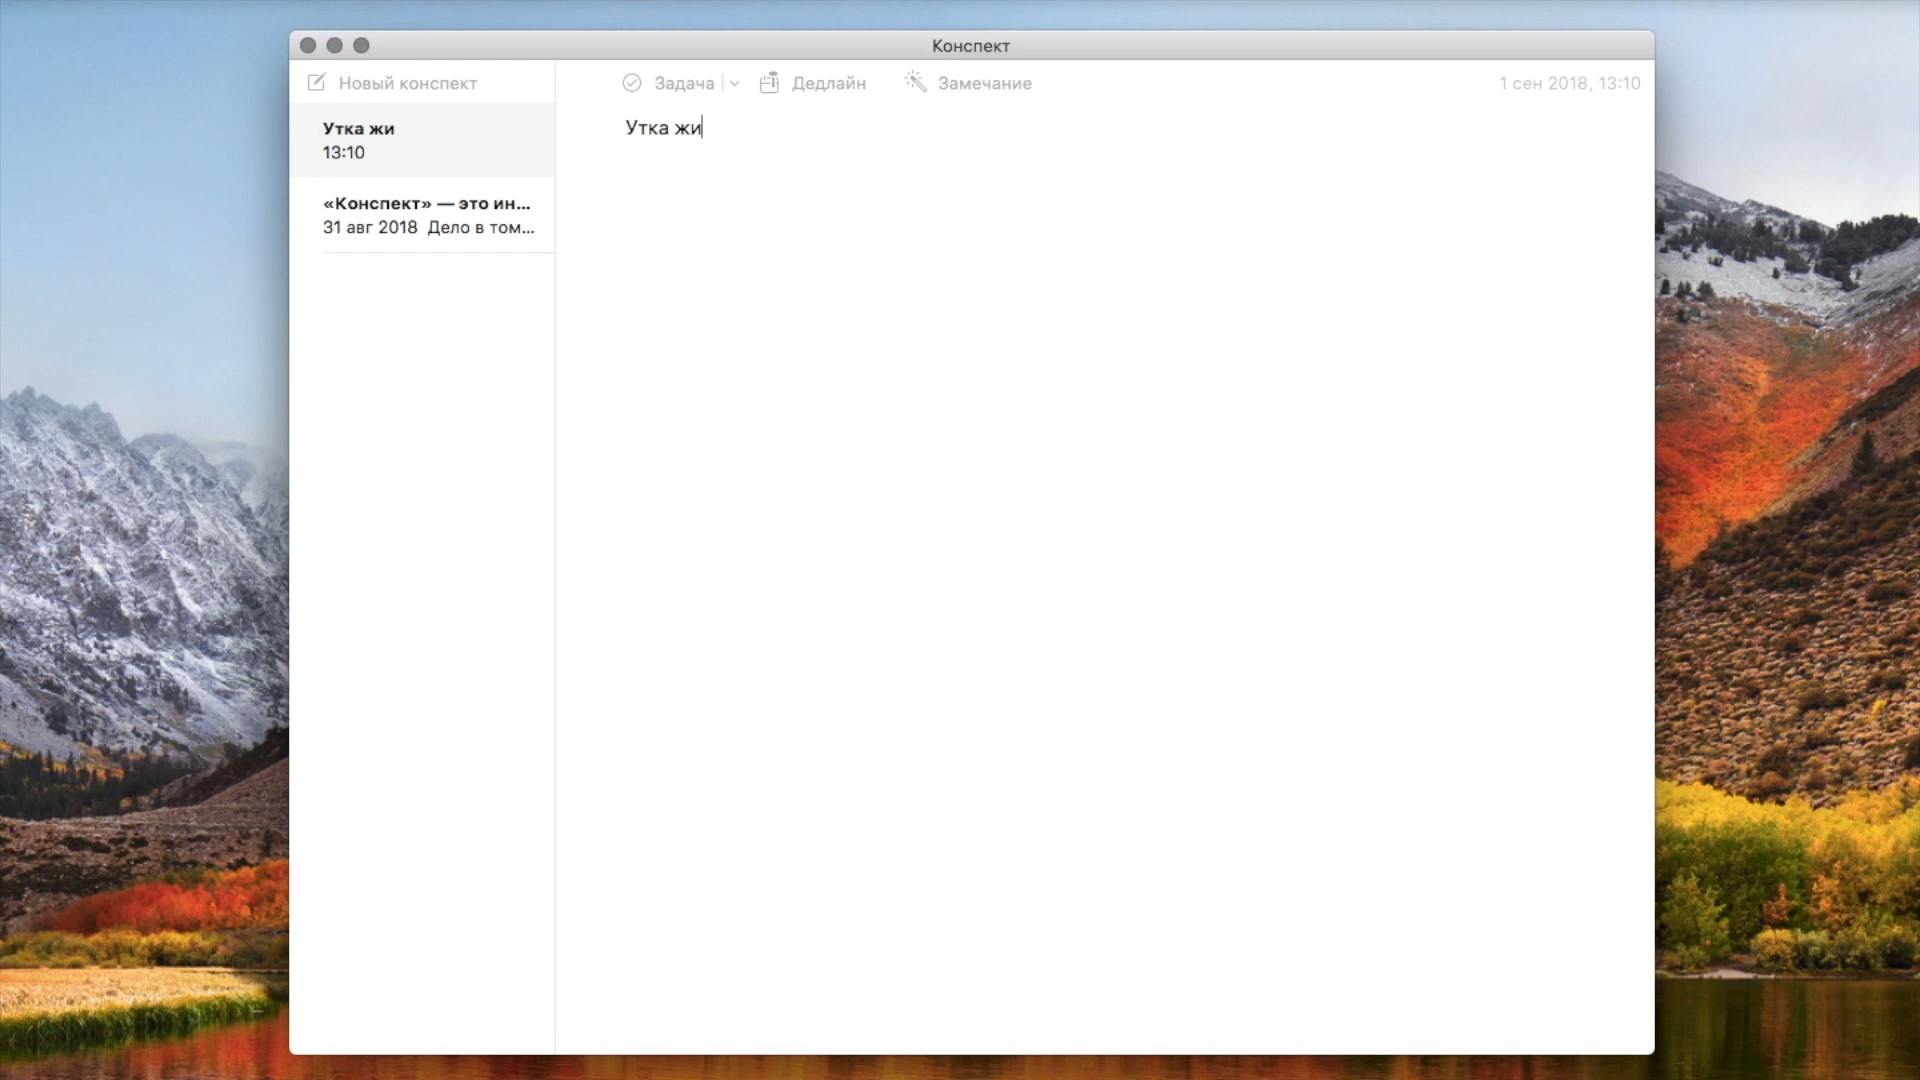 Конспект
Новый конспект
Задача
Дедлайн
Замечание
1 сен 2018, 13:10
Утка жи
13:10
«Конспект» — это ин...
31 авг 2018 Дело в том...
Утка жи